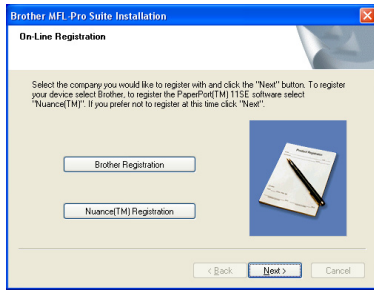 Brother MFL-Pro Suite Installation
On-Line Registration
Select the company you would like to register with and click the "Next" button. To register
your device select Brother, to register the PaperPort(TM) 11SE software select
"Nuance(TM)". If you prefer not to register at this time click "Next".
Product Registration
Brother Registration
Nuance(TM) Registration
< Back
Next >
Cancel